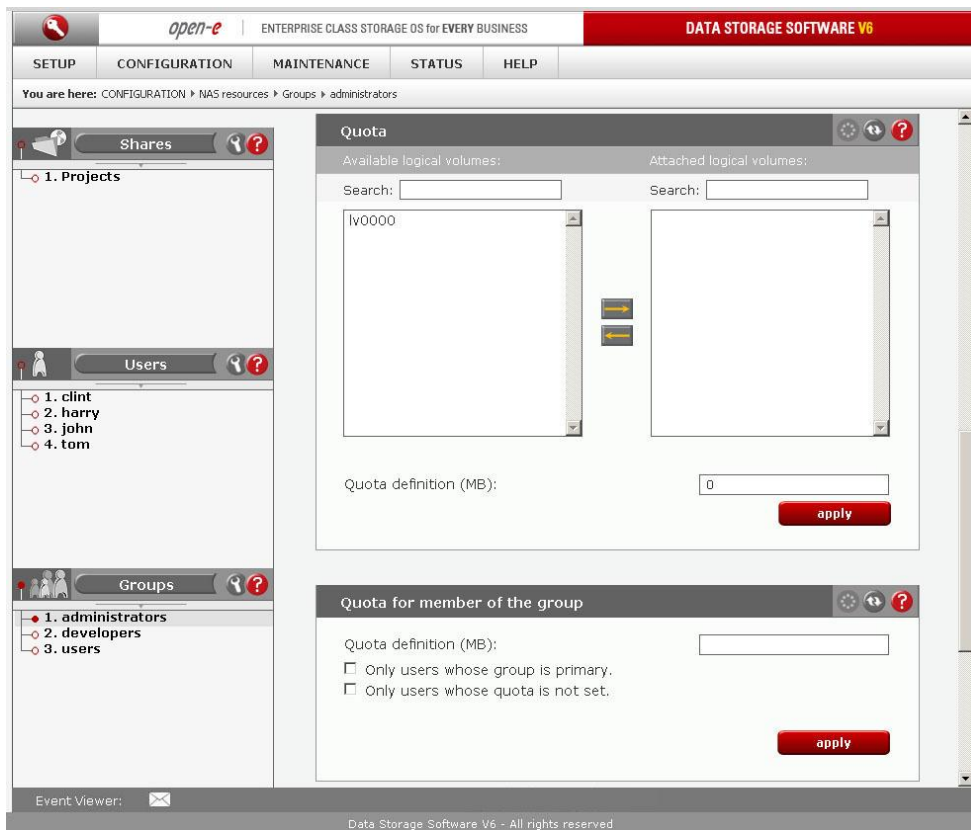 open-e ENTERPRISE CLASS STORAGE OS for EVERY BUSINESS DATA STORAGE SOFTWARE V6
SETUP CONFIGURATION MAINTENANCE STATUS HELP
You are here: CONFIGURATION NAS resources Groups administrators
Shares
1. Projects
Users
1. clint
2. harry
3. john
4. tom
Groups
1. administrators
2. developers
3. users
Quota
Available logical volumes: Attached logical volumes:
Search: Search:
lv0000
Quota definition (MB): 0
apply
Quota for member of the group
Quota definition (MB):
Only users whose group is primary.
Only users whose quota is not set.
apply
Event Viewer:
Data Storage Software V6 - All rights reserved